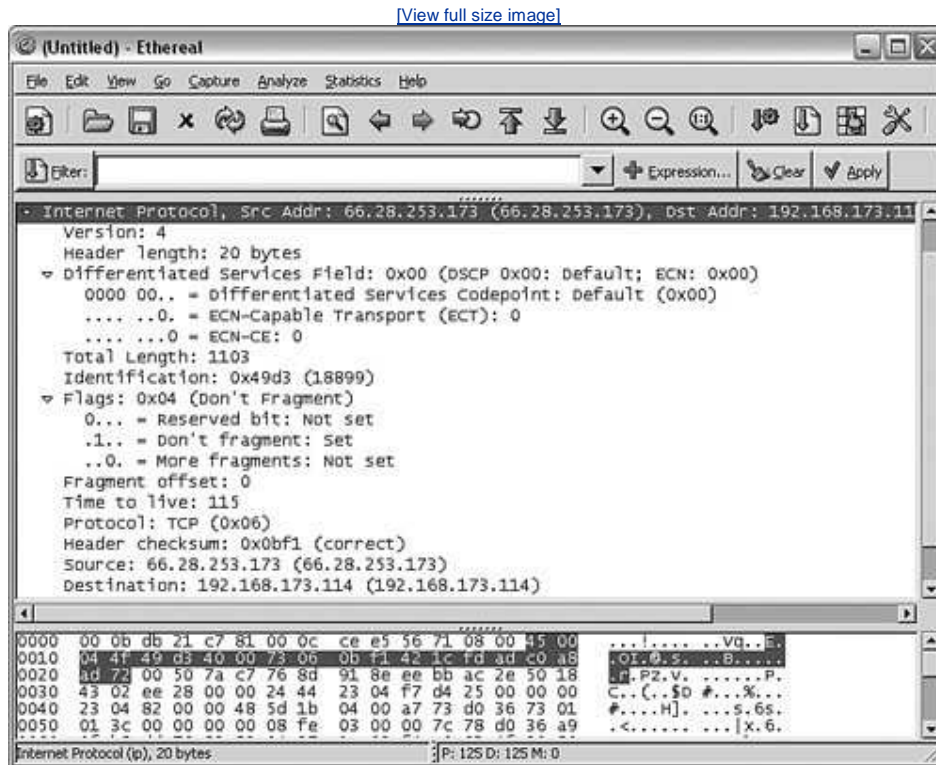 [View full size image]
(Untitled) - Ethereal
File Edit View Go Capture Analyze Statistics Help
Filter: Expression... Clear Apply
- Internet Protocol, Src Addr: 66.28.253.173 (66.28.253.173), Dst Addr: 192.168.173.11
Version: 4
Header length: 20 bytes
Differentiated Services Field: 0x00 (DSCP 0x00: Default; ECN: 0x00)
0000 00.. = Differentiated Services Codepoint: Default (0x00)
.... ..0. = ECN-Capable Transport (ECT): 0
.... ...0 = ECN-CE: 0
Total Length: 1103
Identification: 0x49d3 (18899)
Flags: 0x04 (Don't Fragment)
0... = Reserved bit: Not set
.1.. = Don't fragment: Set
..0. = More fragments: Not set
Fragment offset: 0
Time to live: 115
Protocol: TCP (0x06)
Header checksum: 0x0bf1 (correct)
Source: 66.28.253.173 (66.28.253.173)
Destination: 192.168.173.114 (192.168.173.114)
0000 00 0b db 21 c7 81 00 0c ce e5 56 71 08 00 45 00 ...!.... ..Vq..E.
0010 04 4f 49 d3 40 00 73 06 0b f1 42 1c fd ad c0 a8 .OI.@.s. ..B.....
0020 ad 72 00 50 7a c7 76 8d 91 8e ee bb ac 2e 50 18 .r.Pz.v. ......P.
0030 43 02 ee 28 00 00 24 44 23 04 f7 d4 25 00 00 00 C..(..$D #...%...
0040 23 04 82 00 00 00 48 5d 1b 04 00 a7 73 d0 36 73 01
0050 01 3c 00 00 00 00 08 fe 03 00 00 7c 78 d0 36 a9 .<...... ...|x.6.
Internet Protocol (ip), 20 bytes P: 125 D: 125 M: 0